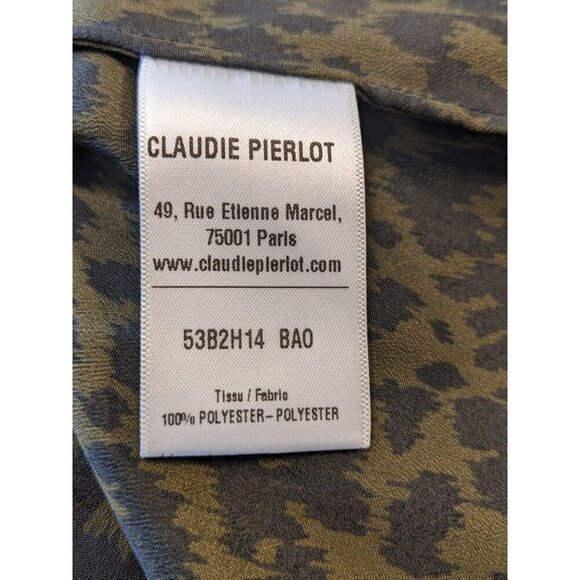 CLAUDIE PIERLOT
49, Rue Etienne Marcel,
75001 Paris
www.claudiepierlot.com
53B2H14 BAO
Tissu / Fabric
100% POLYESTER-POLYESTER